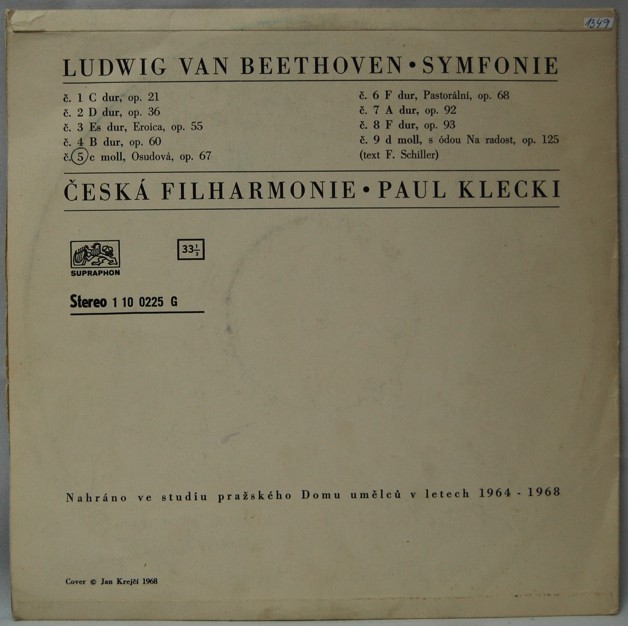 1349
LUDWIG VAN BEETHOVEN • SYMFONIE
č. 1 C dur, op. 21
č. 2 D dur, op. 36
č. 3 Es dur, Eroica, op. 55
č. 4 B dur, op. 60
č. 5 c moll, Osudová, op. 67
č. 6 F dur, Pastorální, op. 68
č. 7 A dur, op. 92
č. 8 F dur, op. 93
č. 9 d moll, s ódou Na radost, op. 125
(text F. Schiller)
ČESKÁ FILHARMONIE • PAUL KLECKI
SUPRAPHON
33 1/3
Stereo 1 10 0225 G
Nahráno ve studiu pražského Domu umělců v letech 1964 - 1968
Cover © Jan Krejčí 1968